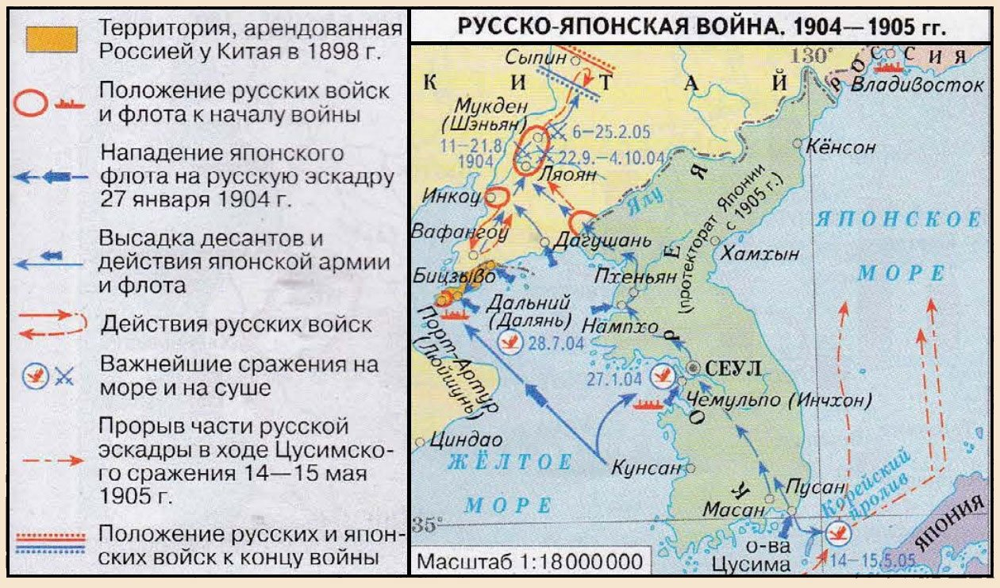 Территория, арендованная
Россией у Китая в 1898 г.
Положение русских войск
и флота к началу войны
Нападение японского
флота на русскую эскадру
27 января 1904 г.
Высадка десантов и
действия японской армии
и флота
Действия русских войск
Важнейшие сражения на
море и на суше
Прорыв части русской
эскадры в ходе Цусимско-
го сражения 14—15 мая
1905 г.
Положение русских и япон-
ских войск к концу войны
РУССКО-ЯПОНСКАЯ ВОЙНА. 1904—1905 гг.
Сыпин
130°
РОССИЯ
КИТАЙ
Владивосток
Мукден
(Шэньян)
6–25.2.05
11–21.8
1904
22.9.–4.10.04
Кёнсон
Ляоян
Инкоу
Ялу
КОРЕЯ
(протекторат Японии
с 1905 г.)
ЯПОНСКОЕ
МОРЕ
Вафангоу
Дагушань
Хамхын
Бицзыво
Пхеньян
Дальний
(Далянь)
Нампхо
28.7.04
Порт-Артур
(Люйшунь)
СЕУЛ
27.1.04
Чемульпо (Инчхон)
Циндао
ЖЁЛТОЕ
МОРЕ
Кунсан
Пусан
Масан
Корейский
пролив
35°
ЯПОНИЯ
о-ва
Цусима
14–15.5.05
Масштаб 1:18000000